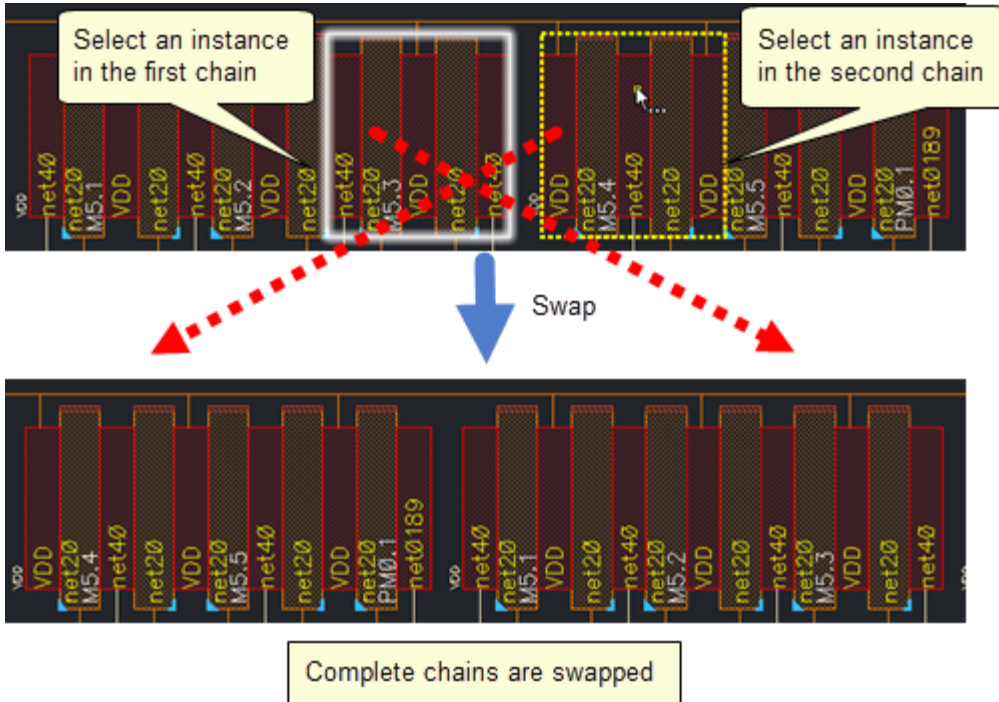 Select an instance
in the first chain
Select an instance
in the second chain
VDD
net40
net20
M5.1
VDD
net20
net40
net20
M5.2
VDD
net20
net40
net20
M5.3
VDD
net20
net40
VDD
net20
M5.4
net40
net20
VDD
net20
M5.5
net40
net20
VDD
net20
PM0.1
net0189
Swap
VDD
VDD
net20
M5.4
net40
net20
VDD
net20
M5.5
net40
net20
VDD
net20
PM0.1
net0189
VDD
net40
net20
M5.1
VDD
net20
net40
net20
M5.2
VDD
net20
net40
net20
M5.3
VDD
net20
net40
Complete chains are swapped